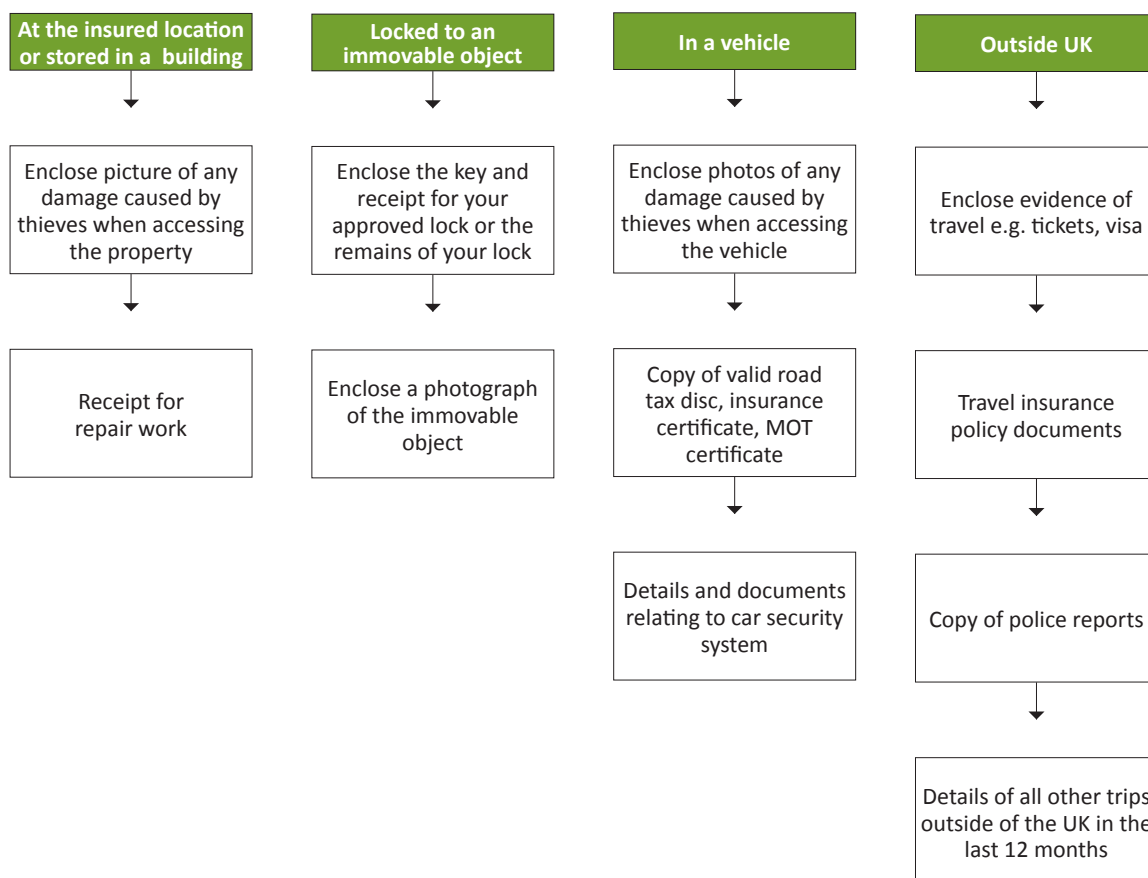 At the insured location
or stored in a building
Enclose picture of any
damage caused by
thieves when accessing
the property
Receipt for
repair work
Locked to an
immovable object
Enclose the key and
receipt for your
approved lock or the
remains of your lock
Enclose a photograph
of the immovable
object
In a vehicle
Enclose photos of any
damage caused by
thieves when accessing
the vehicle
Copy of valid road
tax disc, insurance
certificate, MOT
certificate
Details and documents
relating to car security
system
Outside UK
Enclose evidence of
travel e.g. tickets, visa
Travel insurance
policy documents
Copy of police reports
Details of all other trips
outside of the UK in the
last 12 months